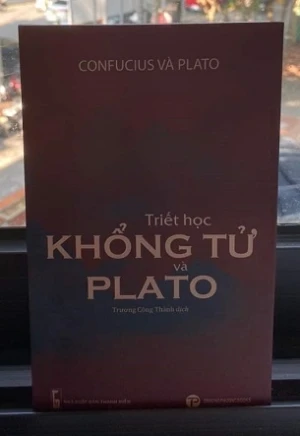 CONFUCIUS VÀ PLATO
Triết học
KHỔNG TỬ
và
PLATO
Trương Công Thành dịch